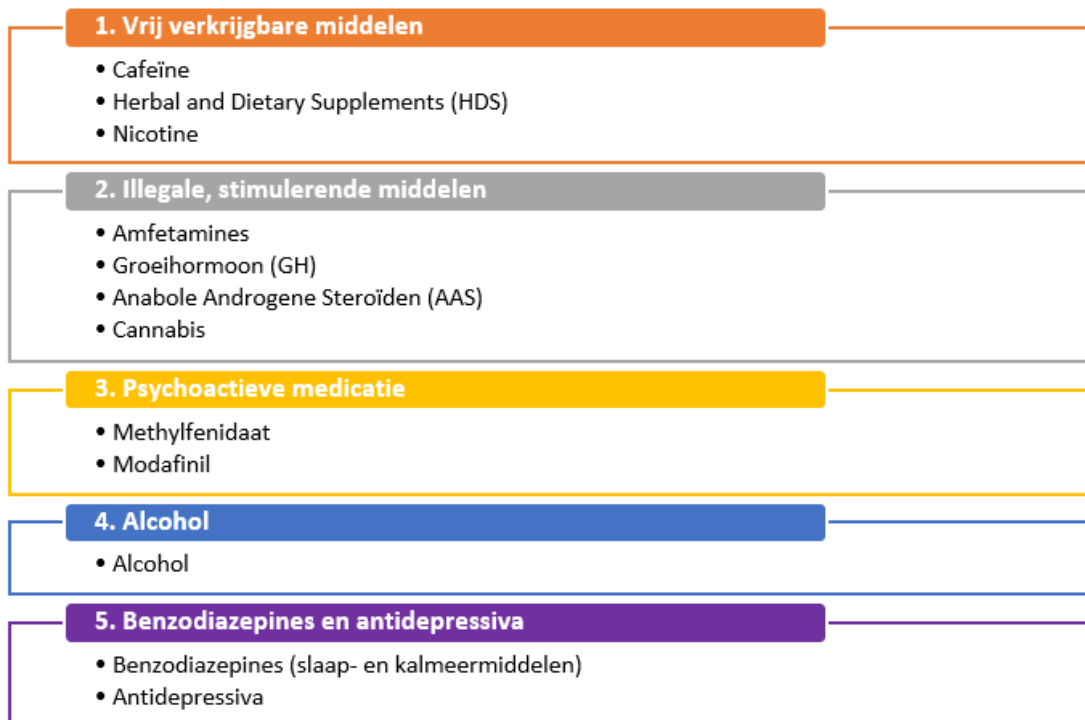 1. Vrij verkrijgbare middelen
• Cafeïne
• Herbal and Dietary Supplements (HDS)
• Nicotine
2. Illegale, stimulerende middelen
• Amfetamines
• Groeihormoon (GH)
• Anabole Androgene Steroïden (AAS)
• Cannabis
3. Psychoactieve medicatie
• Methylfenidaat
• Modafinil
4. Alcohol
• Alcohol
5. Benzodiazepines en antidepressiva
• Benzodiazepines (slaap- en kalmeermiddelen)
• Antidepressiva